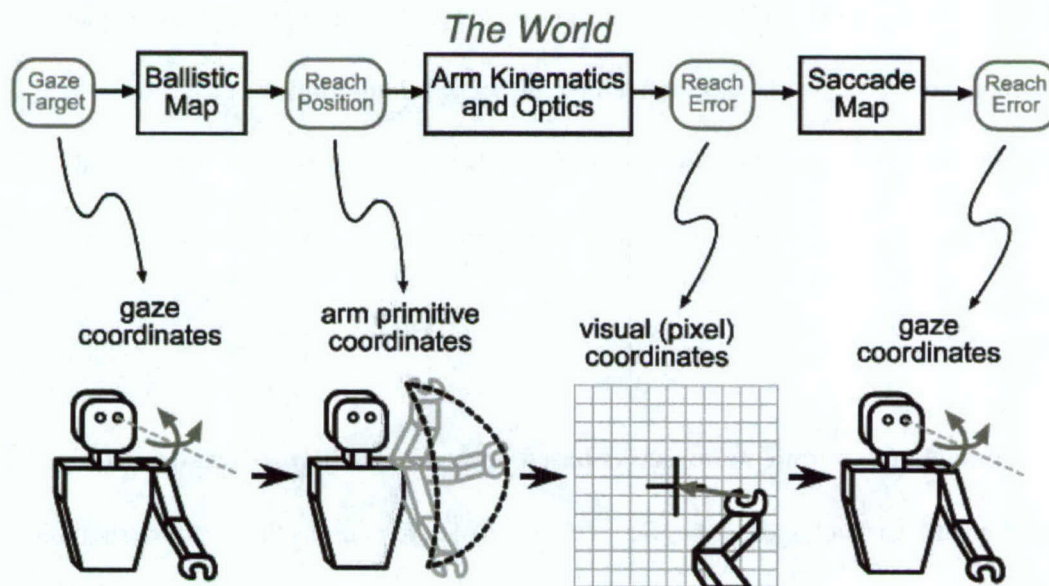 The World
Gaze
Target
Ballistic
Map
Reach
Position
Arm Kinematics
and Optics
Reach
Error
Saccade
Map
Reach
Error
gaze
coordinates
arm primitive
coordinates
visual (pixel)
coordinates
gaze
coordinates